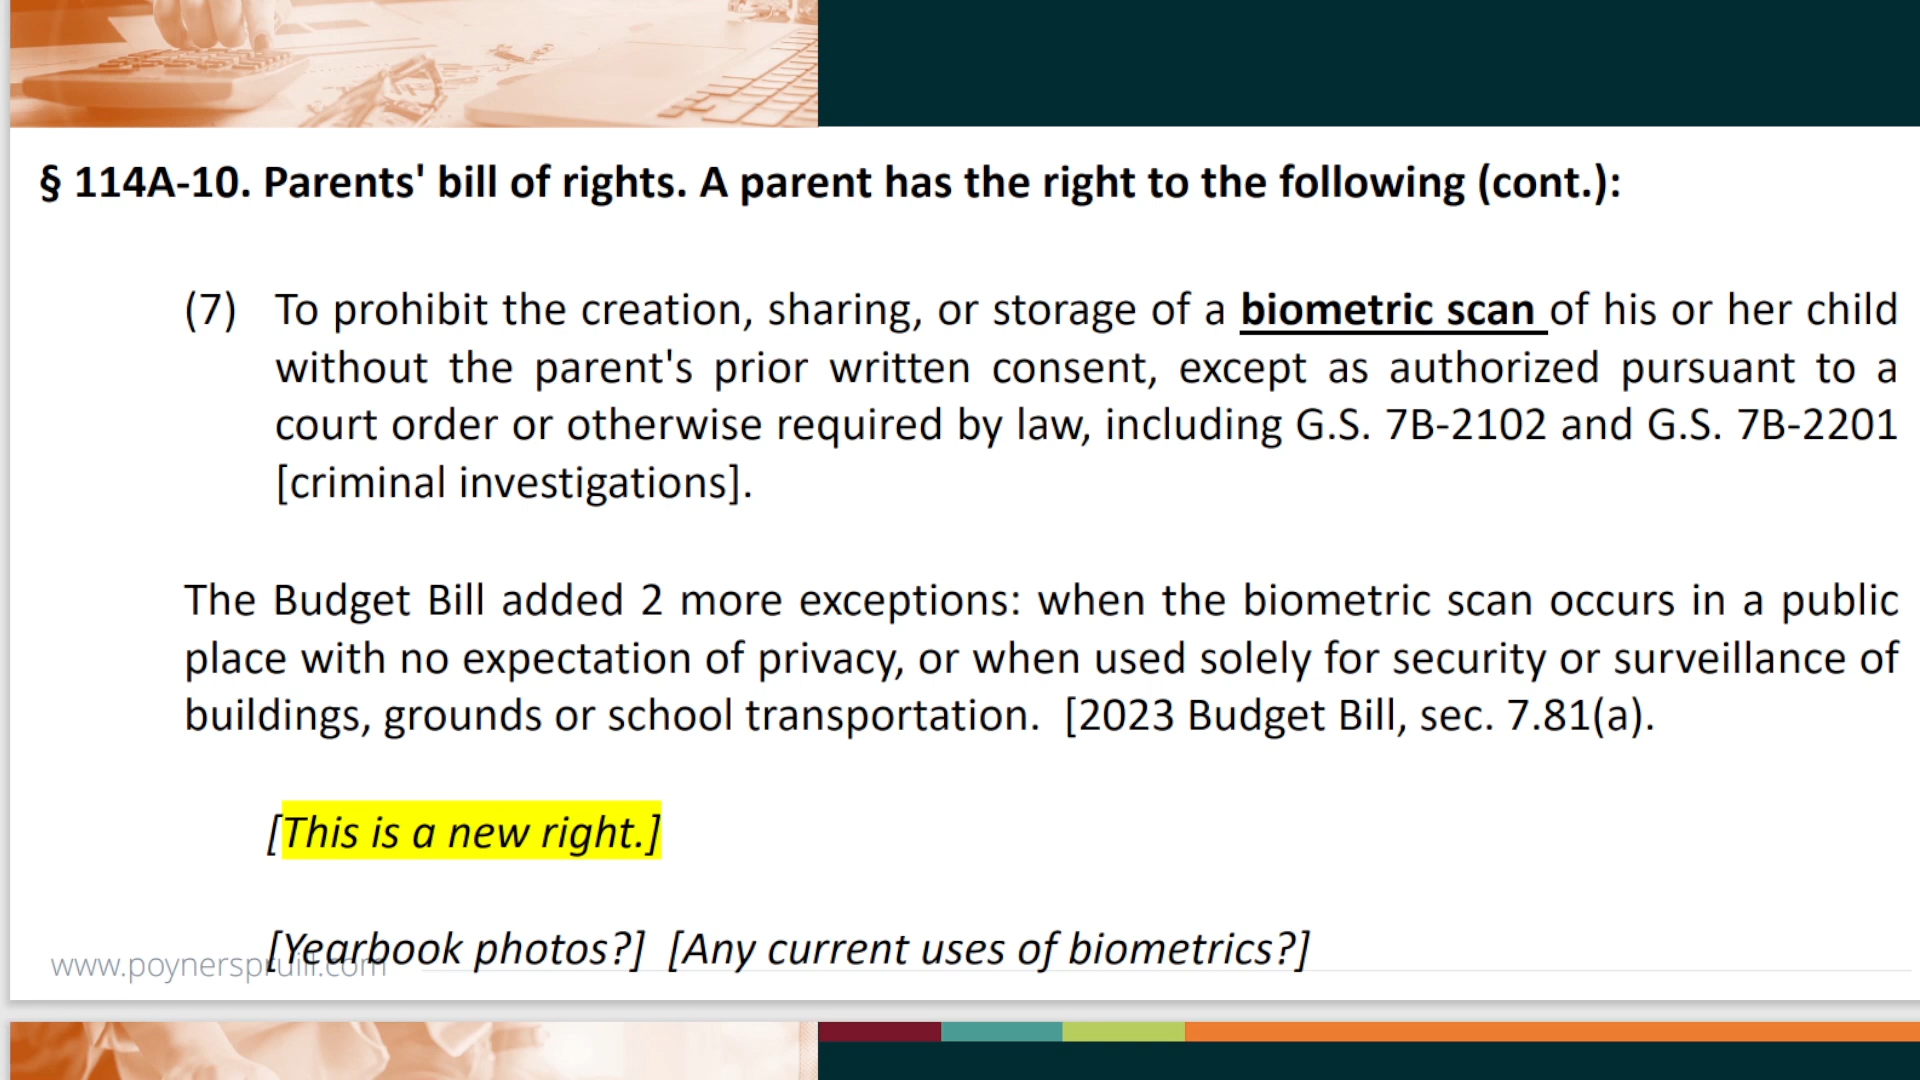 § 114A-10. Parents' bill of rights. A parent has the right to the following (cont.):
(7) To prohibit the creation, sharing, or storage of a biometric scan of his or her child
without the parent's prior written consent, except as authorized pursuant to a
court order or otherwise required by law, including G.S. 7B-2102 and G.S. 7B-2201
[criminal investigations].
The Budget Bill added 2 more exceptions: when the biometric scan occurs in a public
place with no expectation of privacy, or when used solely for security or surveillance of
buildings, grounds or school transportation. [2023 Budget Bill, sec. 7.81(a).
[This is a new right.]
[Yearbook photos?] [Any current uses of biometrics?]
www.poynerspruill.com